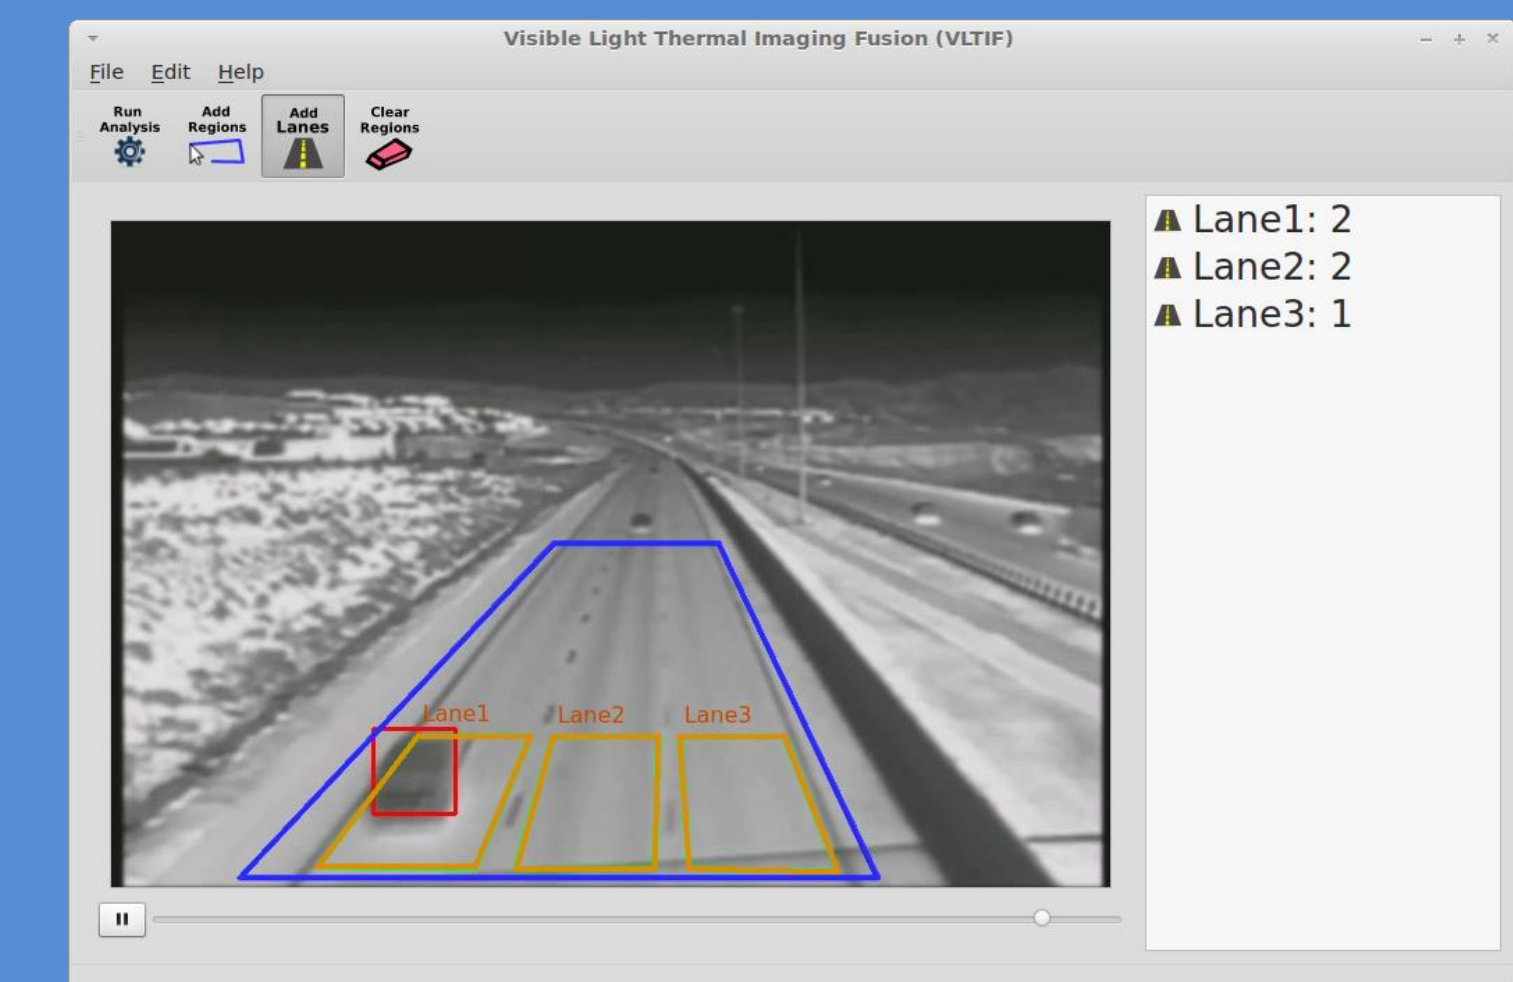 Visible Light Thermal Imaging Fusion (VLTIF)
File Edit Help
Run Analysis
Add Regions
Add Lanes
Clear Regions
Lane1: 2
Lane2: 2
Lane3: 1
Lane1 Lane2 Lane3